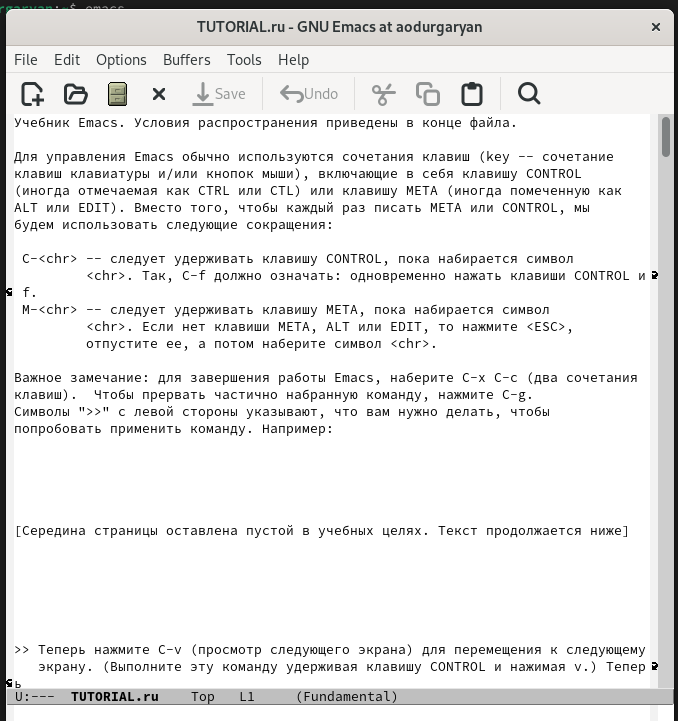 $ emacs
TUTORIAL.ru - GNU Emacs at aodurgaryan
File Edit Options Buffers Tools Help
Save Undo
Учебник Emacs. Условия распространения приведены в конце файла.
Для управления Emacs обычно используются сочетания клавиш (key -- сочетание
клавиш клавиатуры и/или кнопок мыши), включающие в себя клавишу CONTROL
(иногда отмечаемая как CTRL или CTL) или клавишу META (иногда помеченную как
ALT или EDIT). Вместо того, чтобы каждый раз писать META или CONTROL, мы
будем использовать следующие сокращения:
C-<chr> -- следует удерживать клавишу CONTROL, пока набирается символ
<chr>. Так, C-f должно означать: одновременно нажать клавиши CONTROL и
f.
M-<chr> -- следует удерживать клавишу META, пока набирается символ
<chr>. Если нет клавиши META, ALT или EDIT, то нажмите <ESC>,
отпустите ее, а потом наберите символ <chr>.
Важное замечание: для завершения работы Emacs, наберите C-x C-c (два сочетания
клавиш).  Чтобы прервать частично набранную команду, нажмите C-g.
Символы ">>" с левой стороны указывают, что вам нужно делать, чтобы
попробовать применить команду. Например:
[Середина страницы оставлена пустой в учебных целях. Текст продолжается ниже]
>> Теперь нажмите C-v (просмотр следующего экрана) для перемещения к следующему
экрану. (Выполните эту команду удерживая клавишу CONTROL и нажимая v.) Тепер
ь
U:--- TUTORIAL.ru Top L1 (Fundamental)